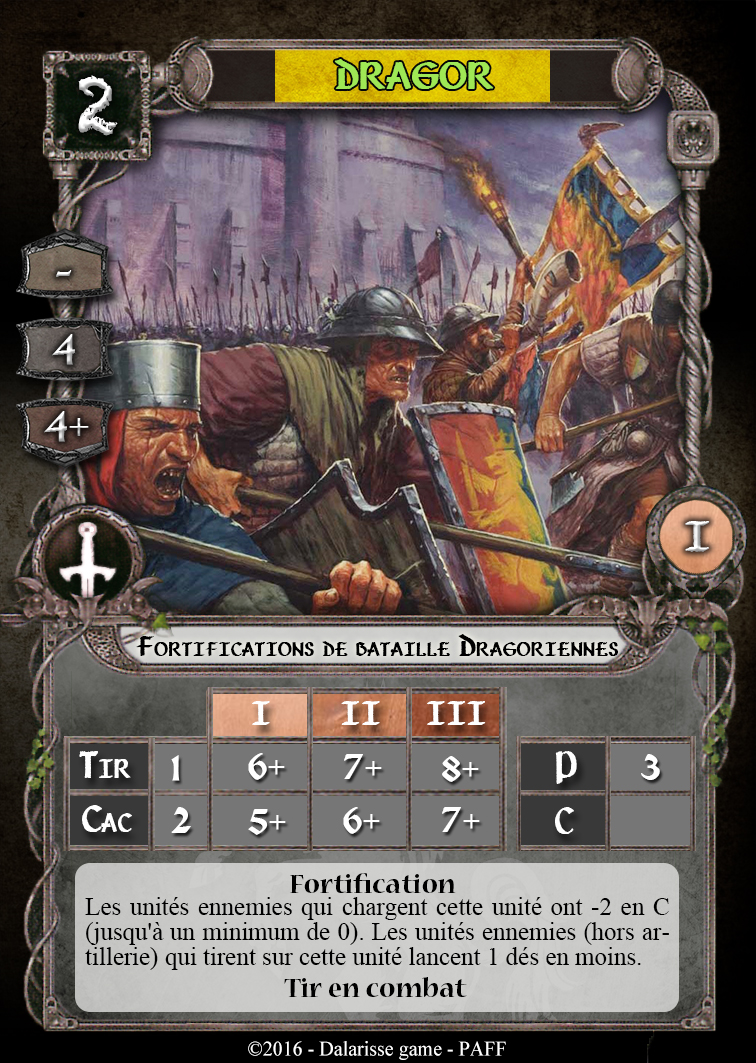 DRAGOR
2
-
4
4+
I
Fortifications de bataille Dragoriennes
I II III
Tir 1 6+ 7+ 8+ P 3
Cac 2 5+ 6+ 7+ C
Fortification
Les unités ennemies qui chargent cette unité ont -2 en C
(jusqu'à un minimum de 0). Les unités ennemies (hors ar-
tillerie) qui tirent sur cette unité lancent 1 dés en moins.
Tir en combat
©2016 - Dalarisse game - PAFF